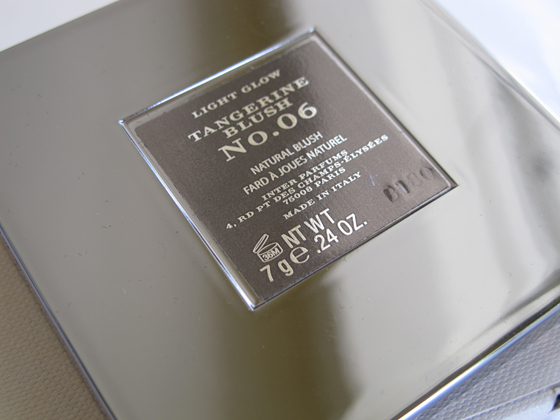 LIGHT GLOW
TANGERINE
BLUSH
NO.06
NATURAL BLUSH
FARD À JOUES NATUREL
INTER PARFUMS
4, RD PT DES CHAMPS-ÉLYSÉES
75008 PARIS
MADE IN ITALY
36M NT WT
7 g e .24 OZ.